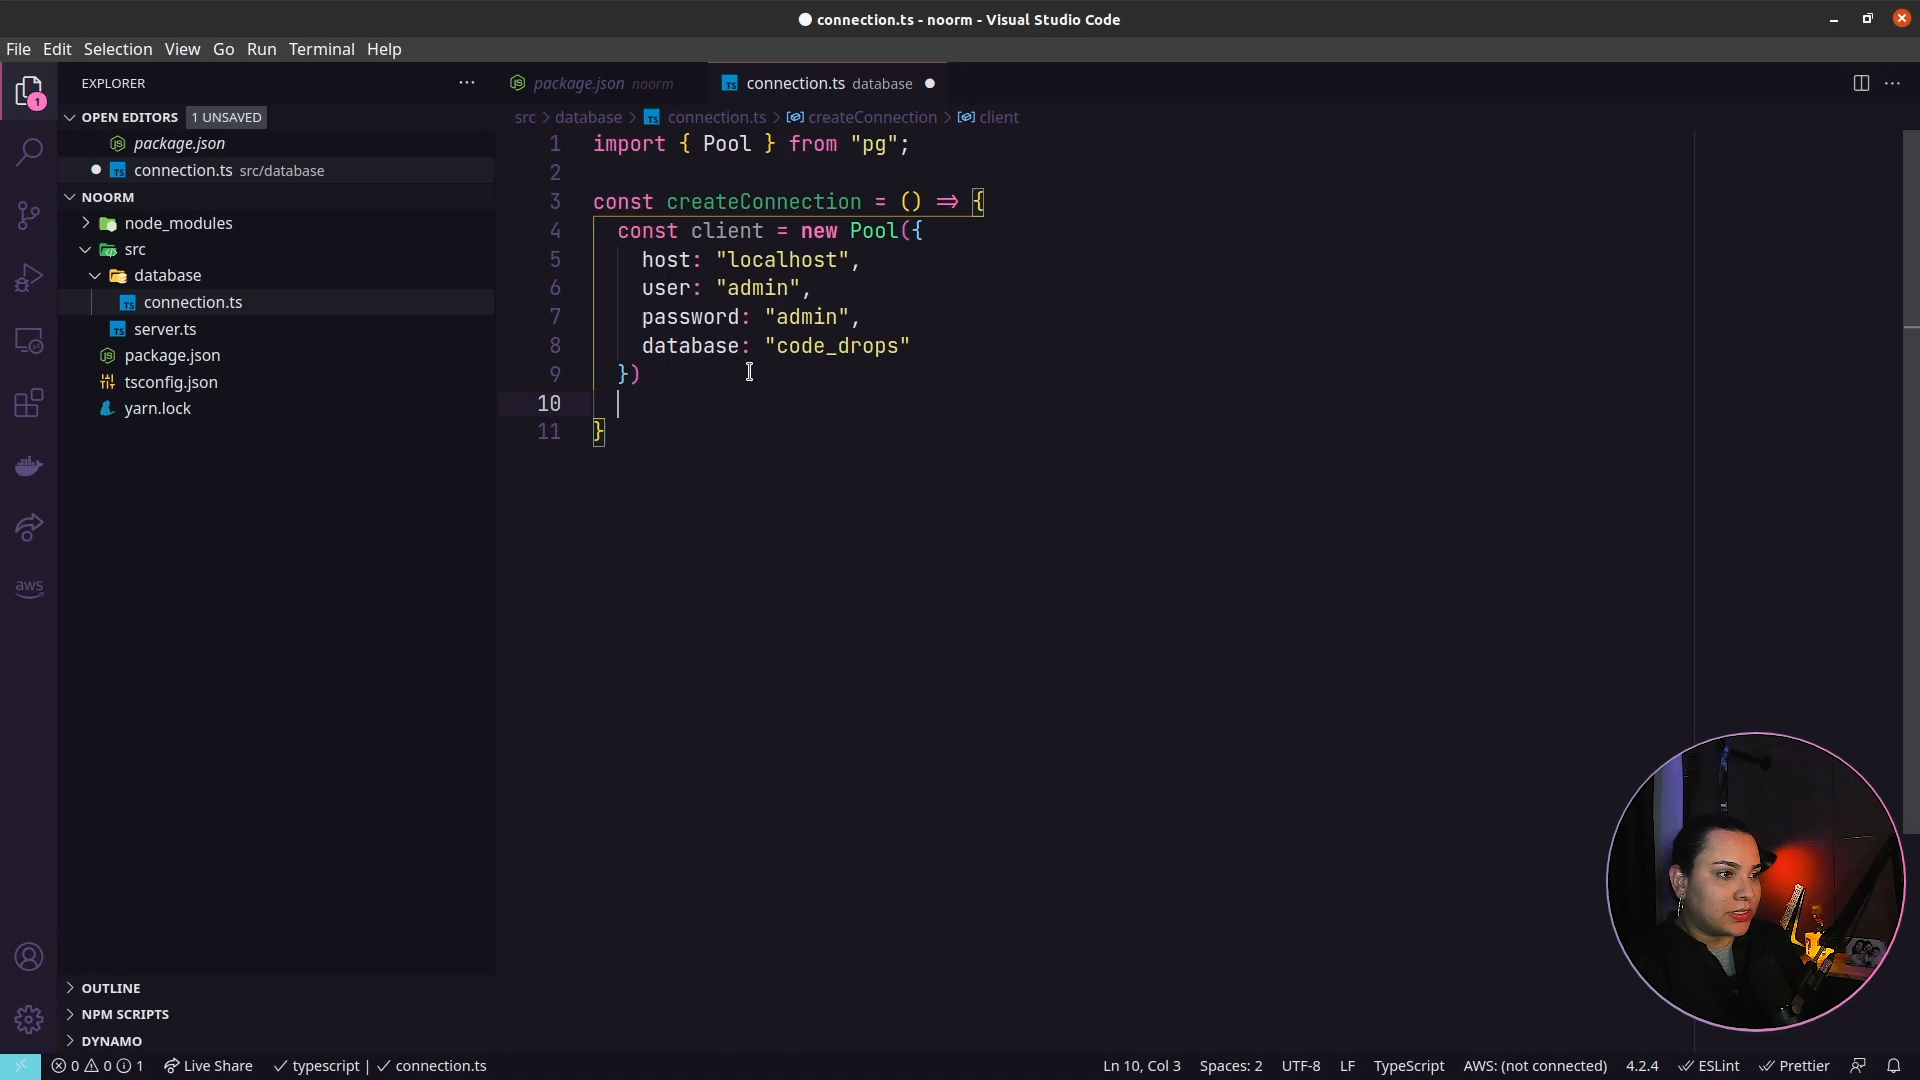 connection.ts - noorm - Visual Studio Code
File Edit Selection View Go Run Terminal Help
EXPLORER
OPEN EDITORS 1 UNSAVED
package.json
connection.ts src/database
NOORM
node_modules
src
database
connection.ts
server.ts
package.json
tsconfig.json
yarn.lock
OUTLINE
NPM SCRIPTS
DYNAMO
1
aws
package.json noorm
connection.ts database
src > database > connection.ts > createConnection > client
1 import { Pool } from "pg";
2
3 const createConnection = () => {
4 const client = new Pool({
5 host: "localhost",
6 user: "admin",
7 password: "admin",
8 database: "code_drops"
9 })
10
11 }
0 0 1 Live Share typescript | connection.ts
Ln 10, Col 3 Spaces: 2 UTF-8 LF TypeScript AWS: (not connected) 4.2.4 ESLint Prettier